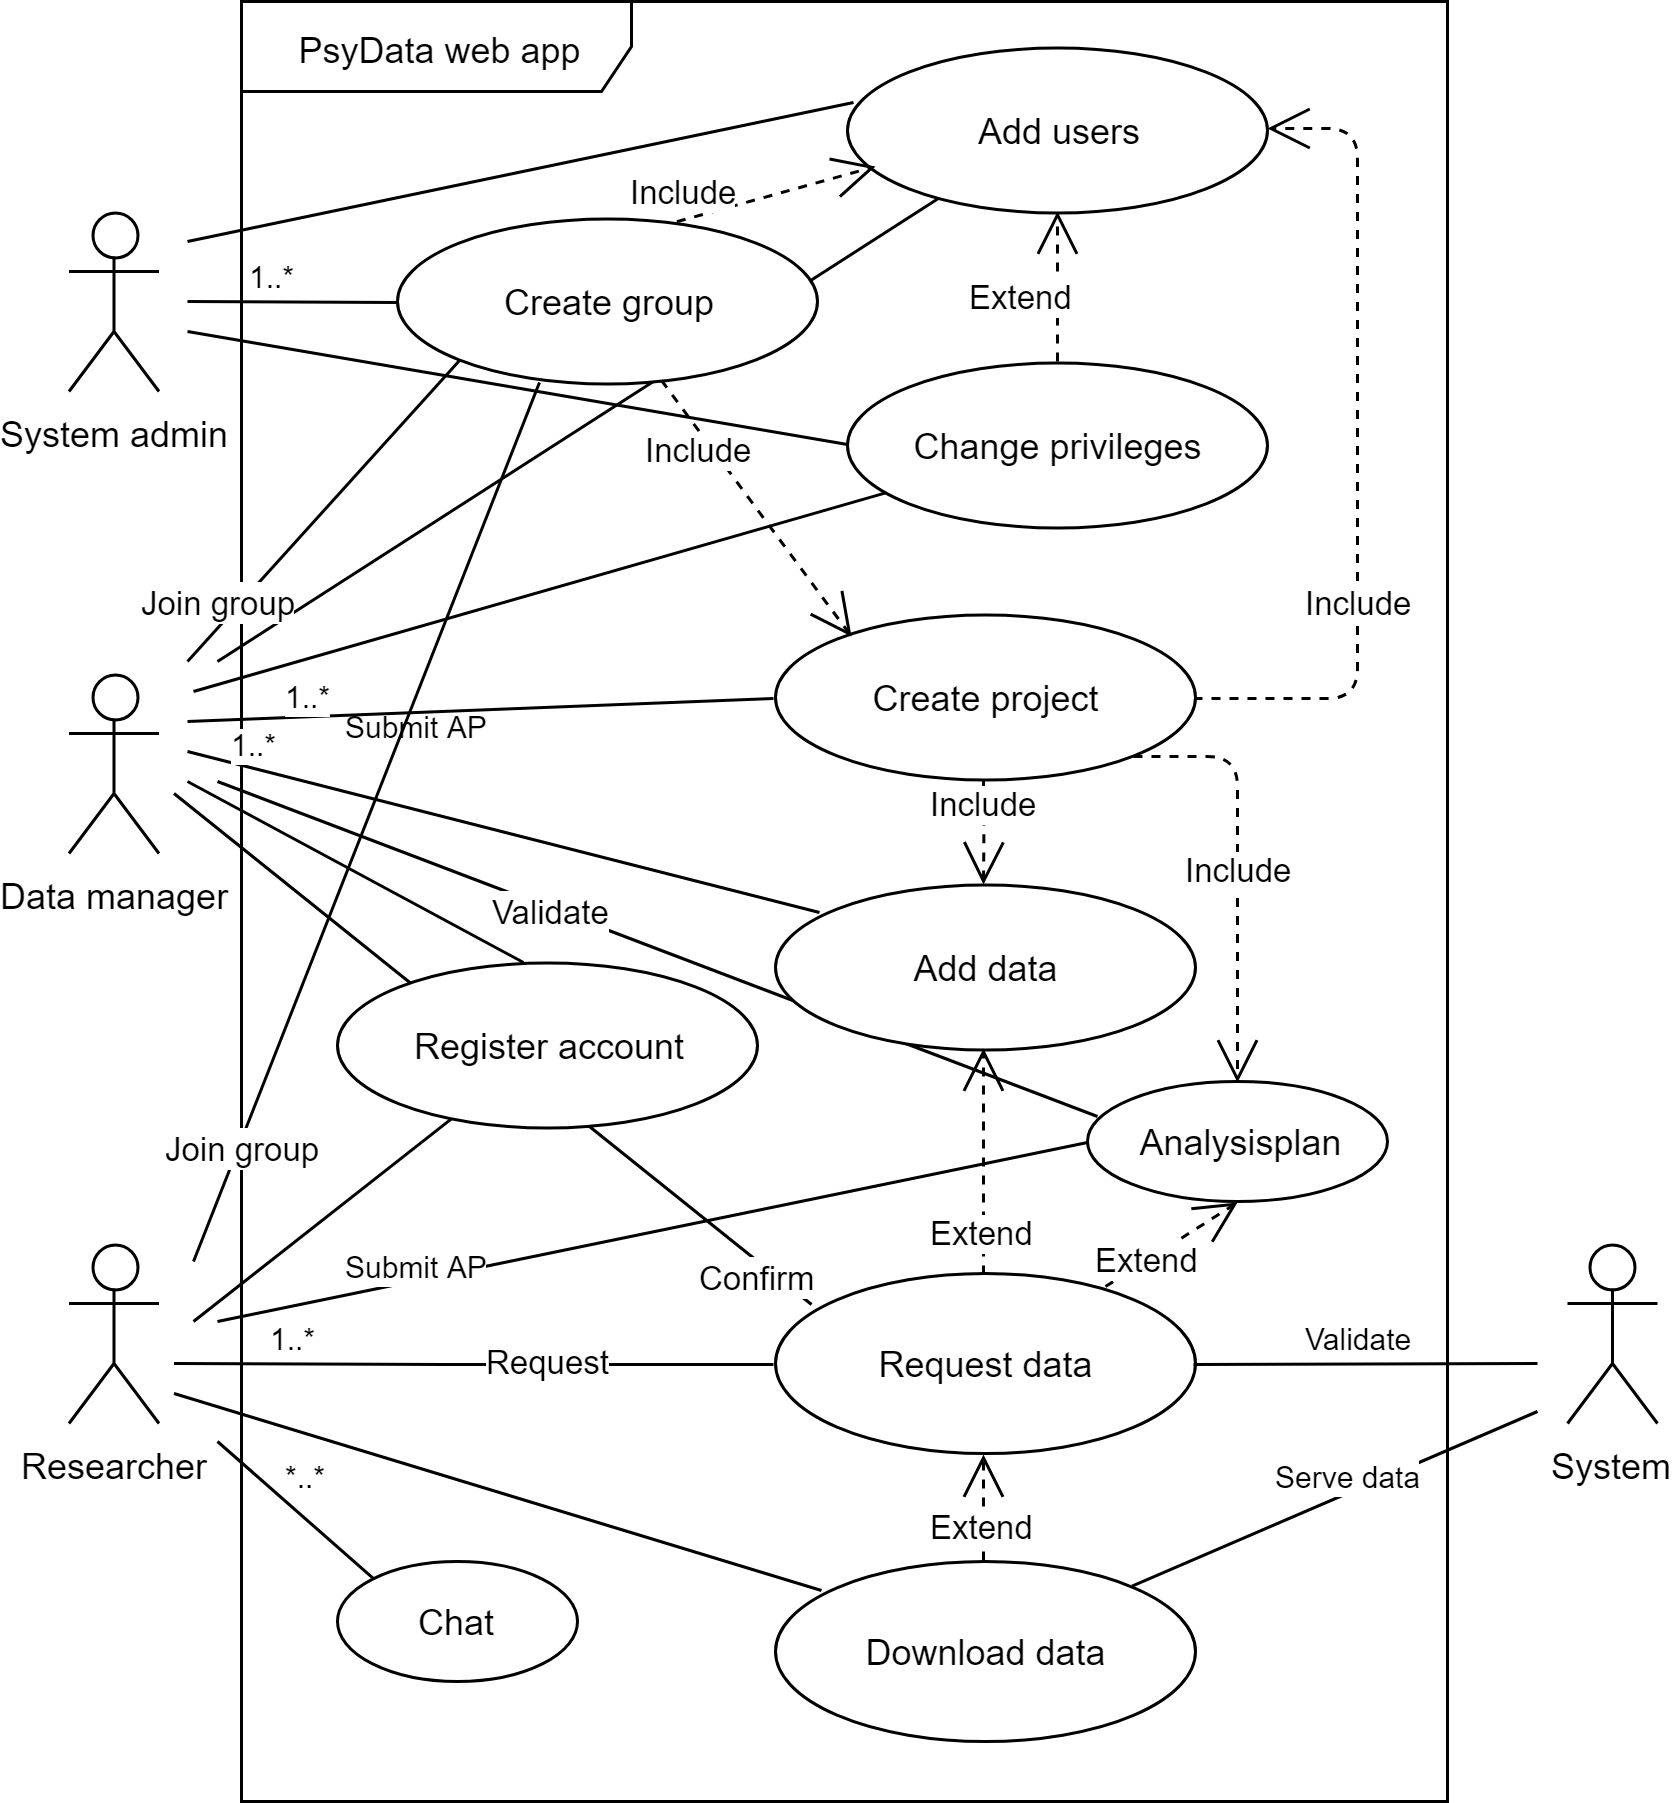 PsyData web app
Add users
Include
1..*
Create group
Extend
System admin
Change privileges
Include
Join group
Include
1..*
Create project
Submit AP
1..*
Include
Include
Data manager
Validate
Add data
Register account
Join group
Analysisplan
Extend
Extend
Submit AP
Confirm
1..*
Request
Request data
Validate
Researcher
*..*
Serve data
System
Extend
Chat
Download data